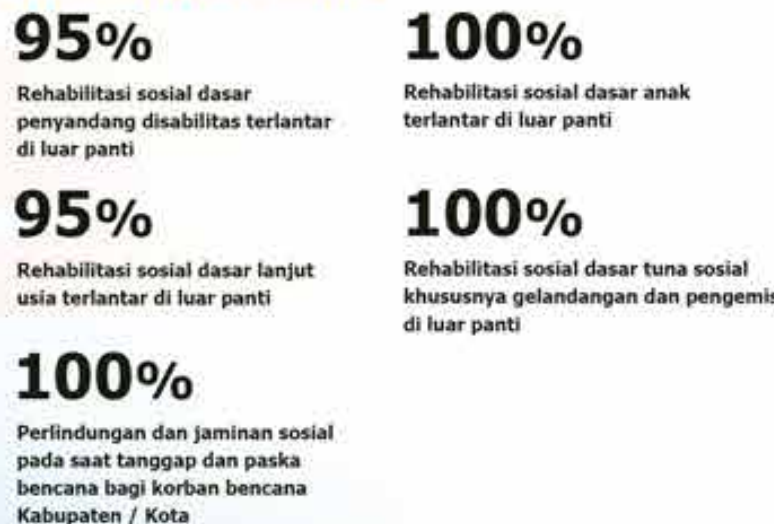 95%
Rehabilitasi sosial dasar
penyandang disabilitas terlantar
di luar panti
100%
Rehabilitasi sosial dasar anak
terlantar di luar panti
95%
Rehabilitasi sosial dasar lanjut
usia terlantar di luar panti
100%
Rehabilitasi sosial dasar tuna sosial
khususnya gelandangan dan pengemis
di luar panti
100%
Perlindungan dan jaminan sosial
pada saat tanggap dan paska
bencana bagi korban bencana
Kabupaten / Kota